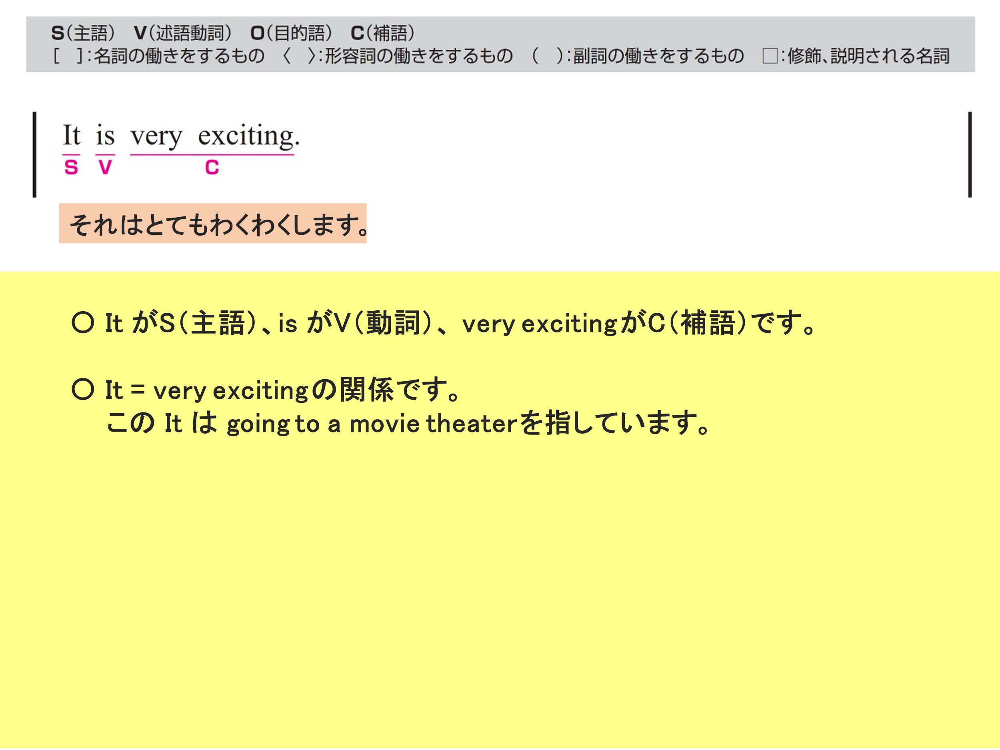 S（主語）　V（述語動詞）　O（目的語）　C（補語）
［　］：名詞の働きをするもの　〈　〉：形容詞の働きをするもの　（　）：副詞の働きをするもの　□：修飾、説明される名詞
It is very exciting.
S V C
それはとてもわくわくします。
○ It がS（主語）、is がV（動詞）、very excitingがC（補語）です。
○ It = very excitingの関係です。
この It は going to a movie theaterを指しています。